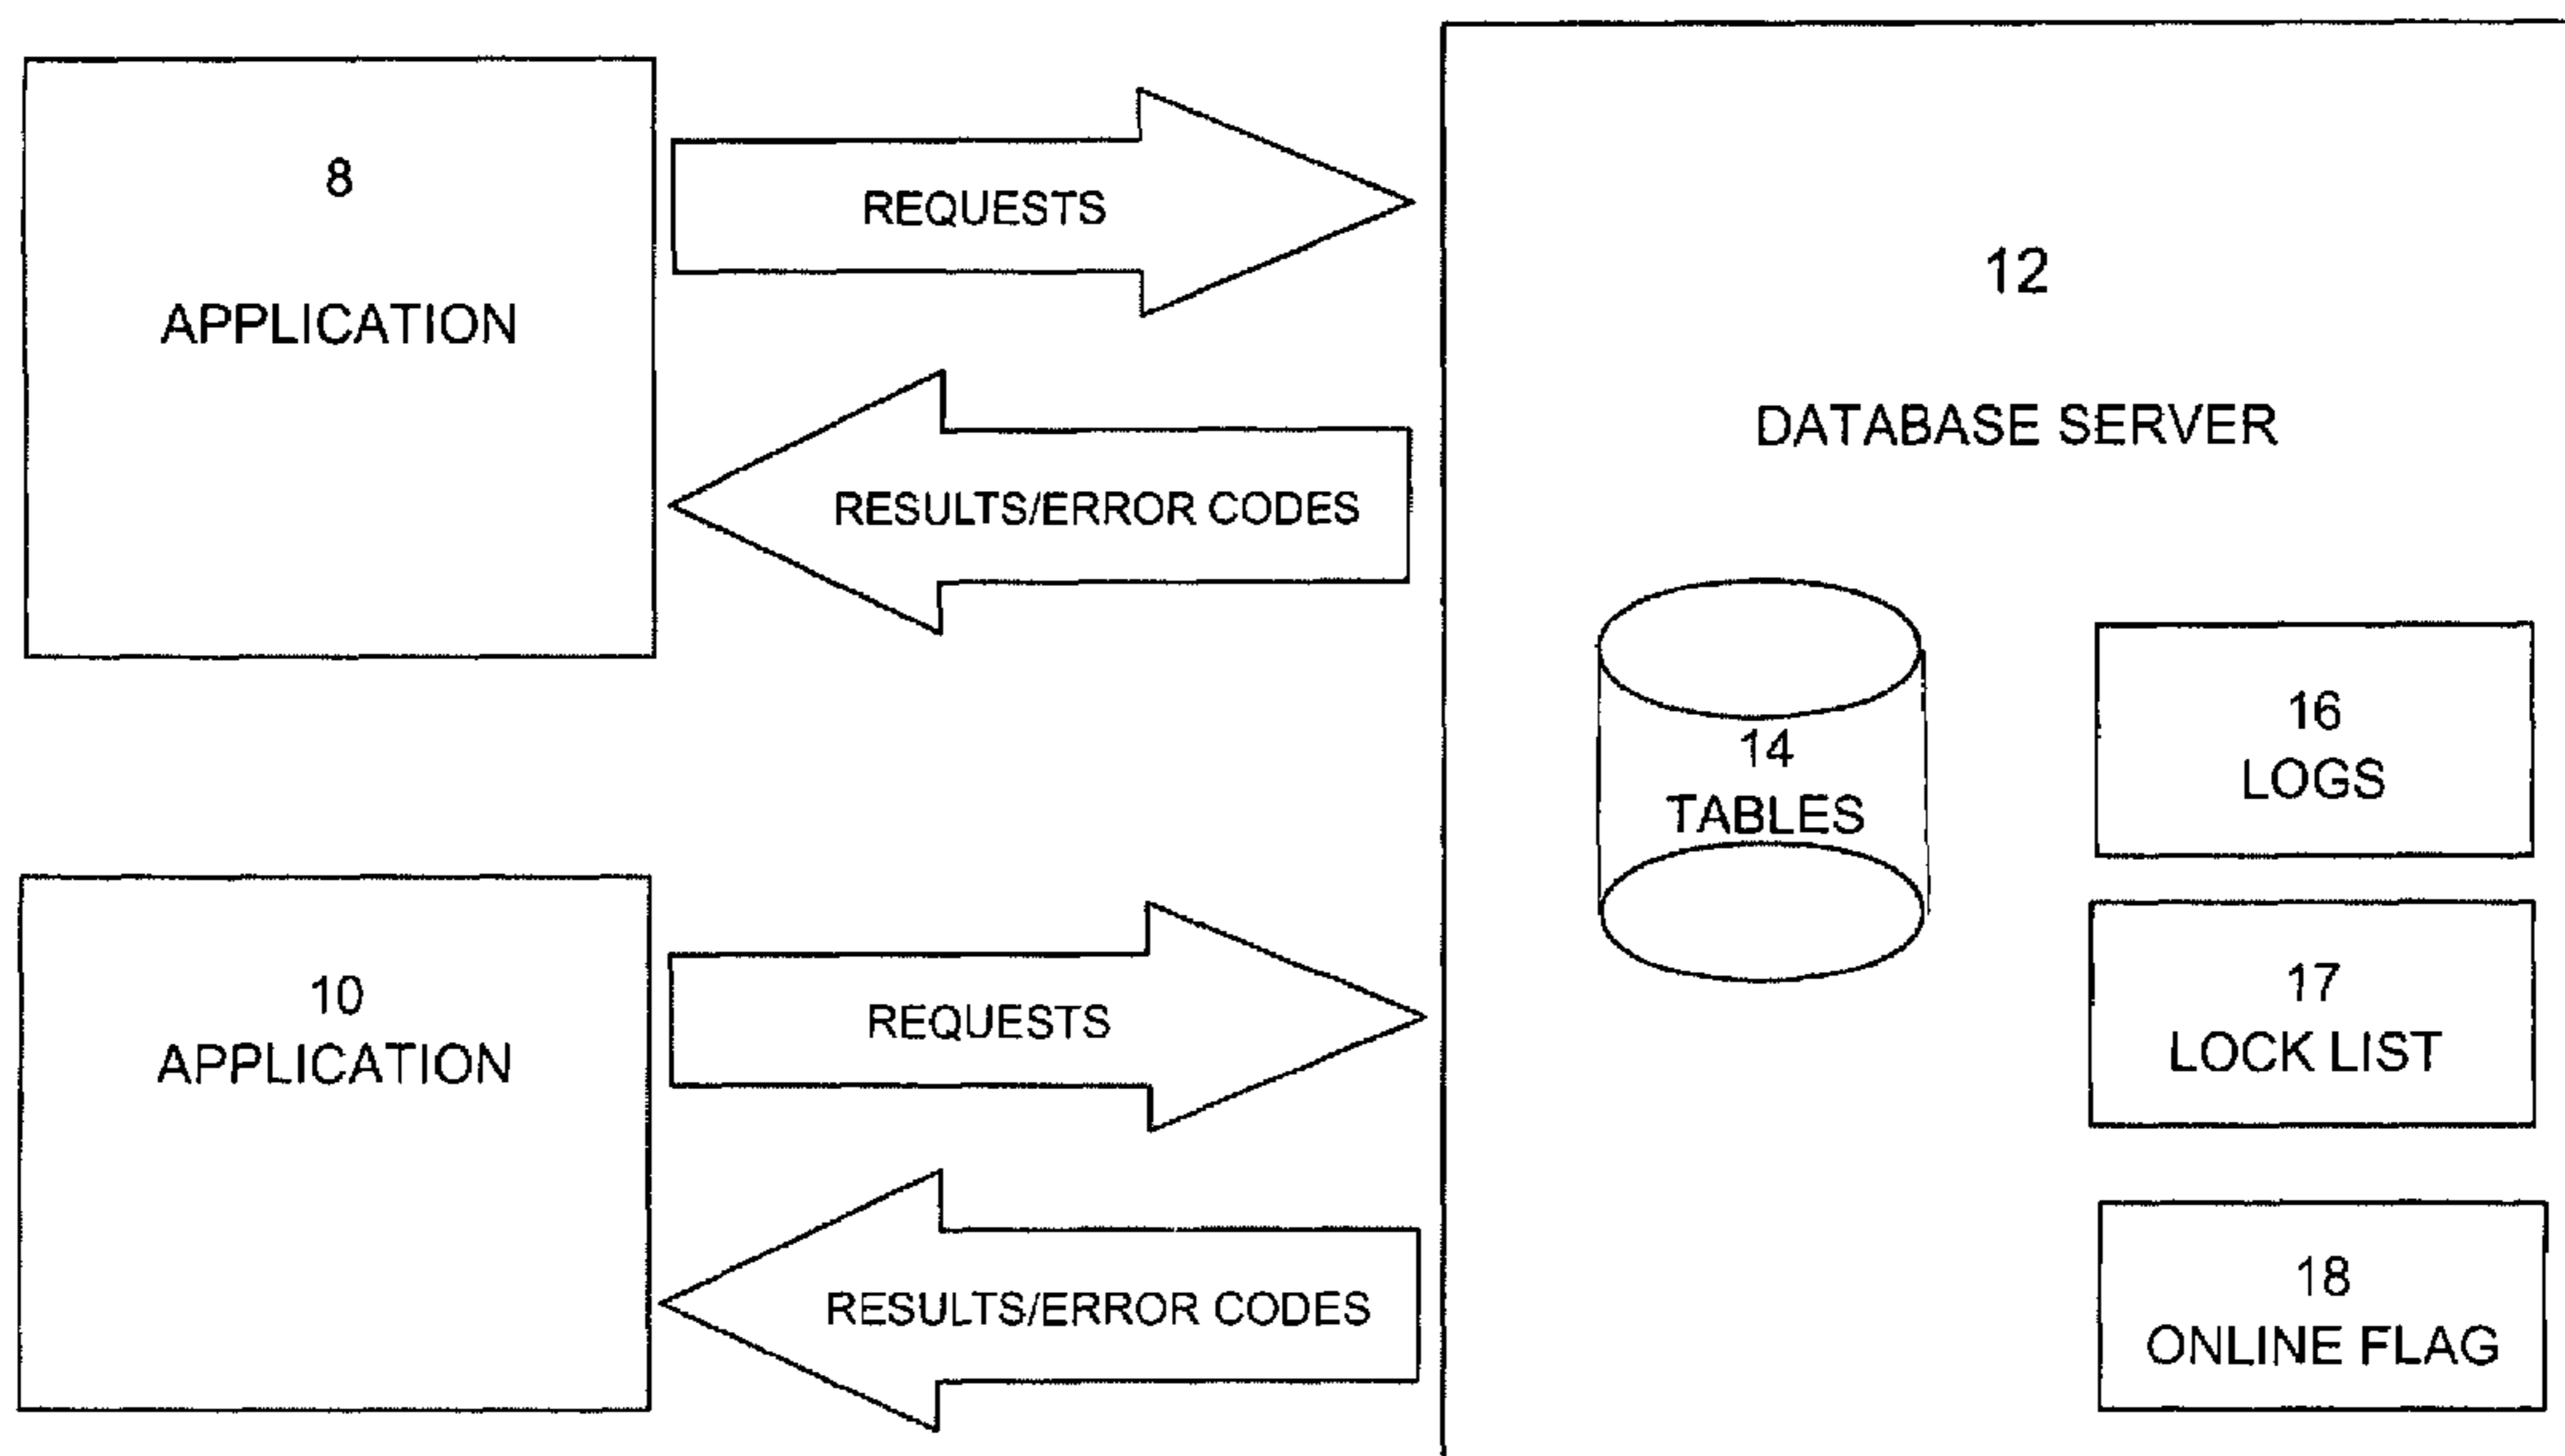 8
APPLICATION
REQUESTS
RESULTS/ERROR CODES
12
DATABASE SERVER
14
TABLES
16
LOGS
17
LOCK LIST
18
ONLINE FLAG
10
APPLICATION
REQUESTS
RESULTS/ERROR CODES